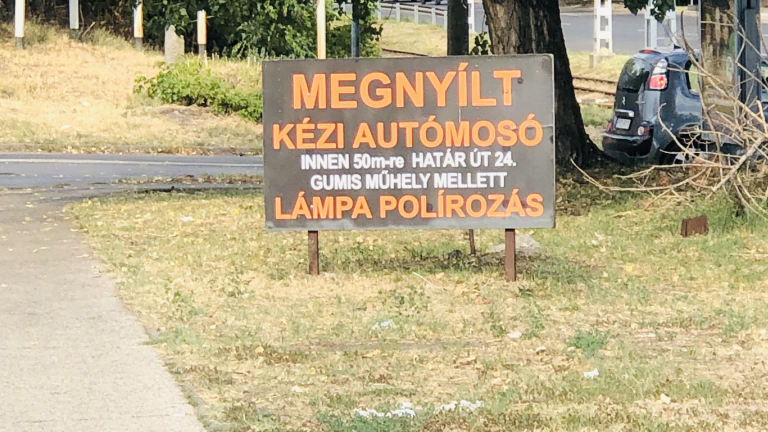 MEGNYÍLT
KÉZI AUTÓMOSÓ
INNEN 50m-re HATÁR ÚT 24.
GUMIS MŰHELY MELLETT
LÁMPA POLÍROZÁS